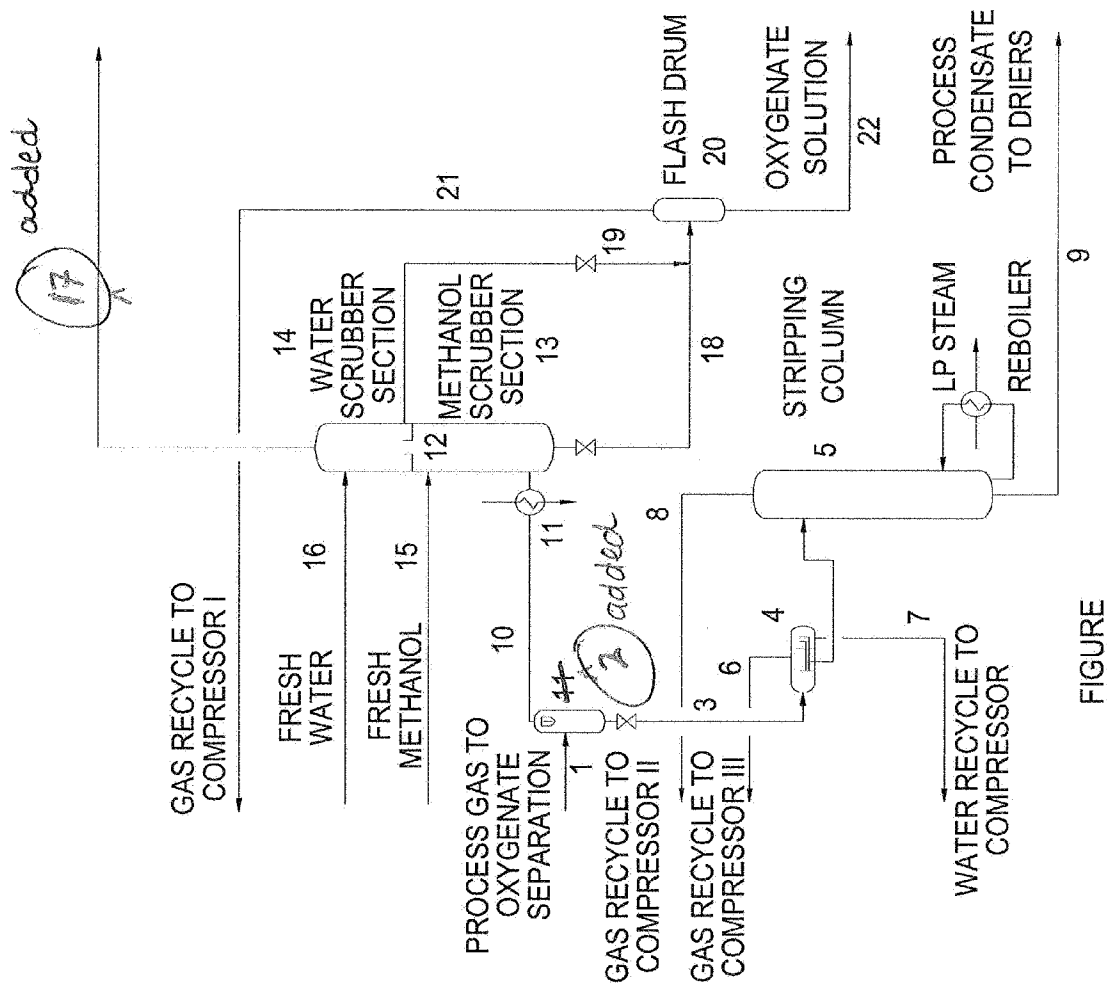 17 added
GAS RECYCLE TO
COMPRESSOR I
21
FRESH
WATER
16
14
WATER
SCRUBBER
SECTION
FRESH
METHANOL
15
12
METHANOL
SCRUBBER
SECTION
13
19
FLASH DRUM
20
10
11
18
OXYGENATE
SOLUTION
22
PROCESS GAS TO
OXYGENATE
SEPARATION
1
2 added
GAS RECYCLE TO
COMPRESSOR II
3
8
STRIPPING
COLUMN
5
GAS RECYCLE TO
COMPRESSOR III
6
4
LP STEAM
REBOILER
PROCESS
CONDENSATE
TO DRIERS
9
WATER RECYCLE TO
COMPRESSOR
7
FIGURE